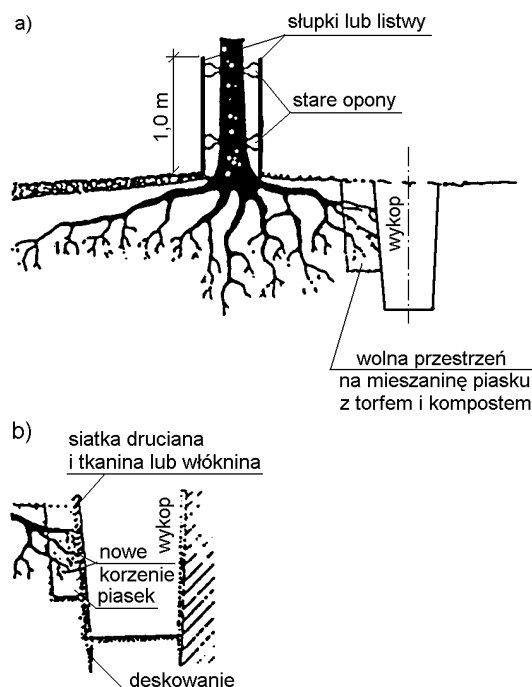 a)
słupki lub listwy
stare opony
1,0 m
wykop
wolna przestrzeń
na mieszaninę piasku
z torfem i kompostem
b)
siatka druciana
i tkanina lub włóknina
wykop
nowe
korzenie
piasek
deskowanie